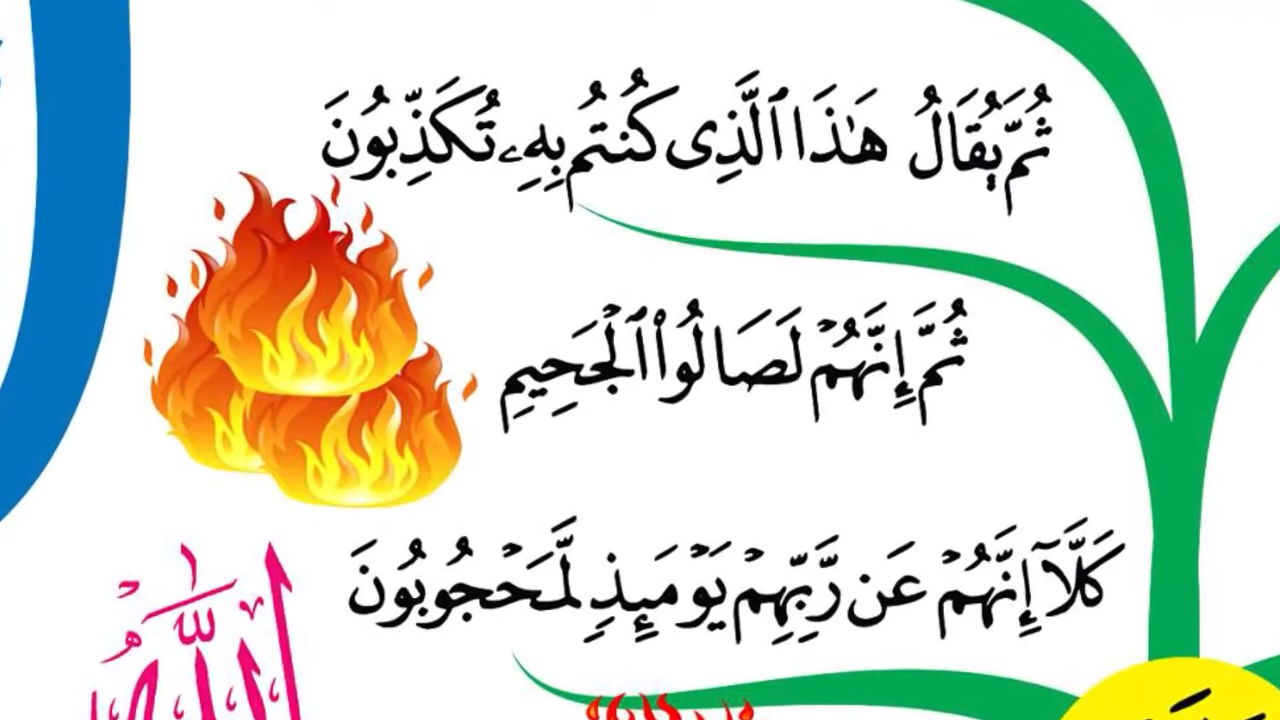 ثُمَّ يُقَالُ هَـٰذَا ٱلَّذِى كُنتُم بِهِۦ تُكَذِّبُونَ
ثُمَّ إِنَّهُمۡ لَصَالُوا۟ ٱلۡجَحِيمِ
كَلَّآ إِنَّهُمۡ عَن رَّبِّهِمۡ يَوۡمَئِذٍ لَّمَحۡجُوبُونَ